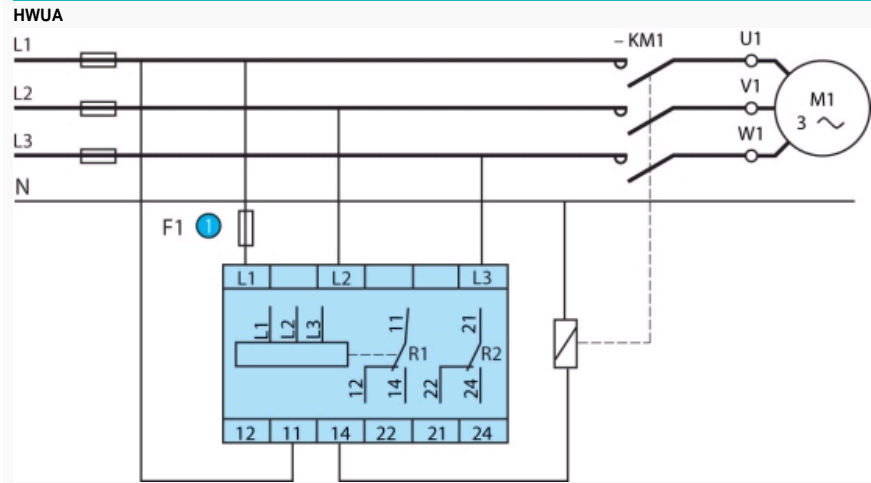 HWUA
L1
– KM1
U1
L2
V1
M1
3
L3
W1
N
F1 1
L1 L2 L3
L1 L2 L3
11
21
R1
R2
12 14 22 24
12 11 14 22 21 24